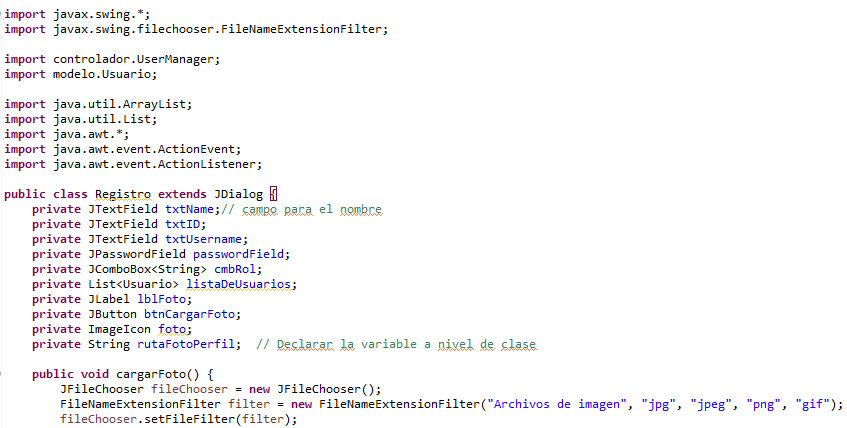 import javax.swing.*;
import javax.swing.filechooser.FileNameExtensionFilter;
import controlador.UserManager;
import modelo.Usuario;
import java.util.ArrayList;
import java.util.List;
import java.awt.*;
import java.awt.event.ActionEvent;
import java.awt.event.ActionListener;
public class Registro extends JDialog {
private JTextField txtName;// campo para el nombre
private JTextField txtID;
private JTextField txtUsername;
private JPasswordField passwordField;
private JComboBox<String> cmbRol;
private List<Usuario> listaDeUsuarios;
private JLabel lblFoto;
private JButton btnCargarFoto;
private ImageIcon foto;
private String rutaFotoPerfil;  // Declarar la variable a nivel de clase
public void cargarFoto() {
JFileChooser fileChooser = new JFileChooser();
FileNameExtensionFilter filter = new FileNameExtensionFilter("Archivos de imagen", "jpg", "jpeg", "png", "gif");
fileChooser.setFileFilter(filter);